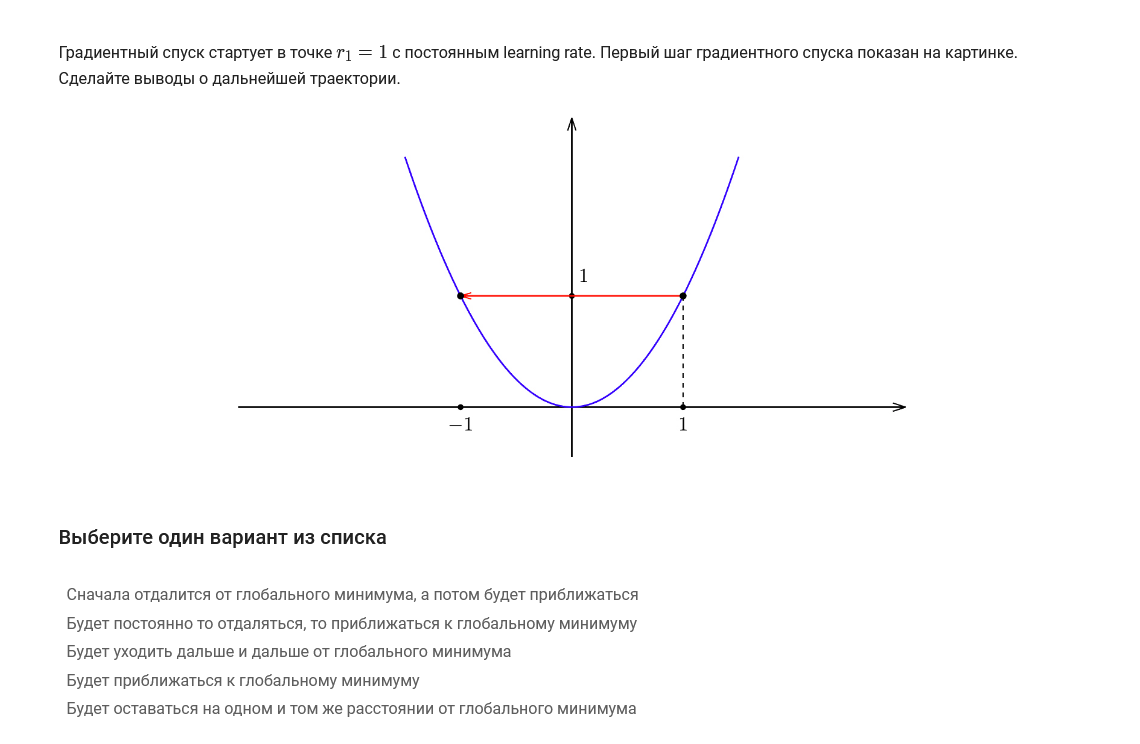 Градиентный спуск стартует в точке r₁ = 1 с постоянным learning rate. Первый шаг градиентного спуска показан на картинке.
Сделайте выводы о дальнейшей траектории.
1
−1
1
Выберите один вариант из списка
Сначала отдалится от глобального минимума, а потом будет приближаться
Будет постоянно то отдаляться, то приближаться к глобальному минимуму
Будет уходить дальше и дальше от глобального минимума
Будет приближаться к глобальному минимуму
Будет оставаться на одном и том же расстоянии от глобального минимума